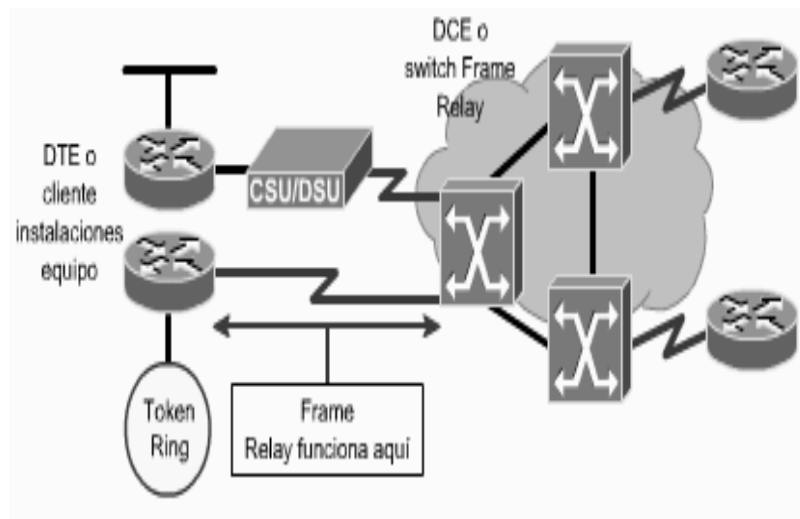 DCE o
switch Frame
Relay
DTE o
cliente
instalaciones
equipo
CSU/DSU
Token
Ring
Frame
Relay funciona aquí